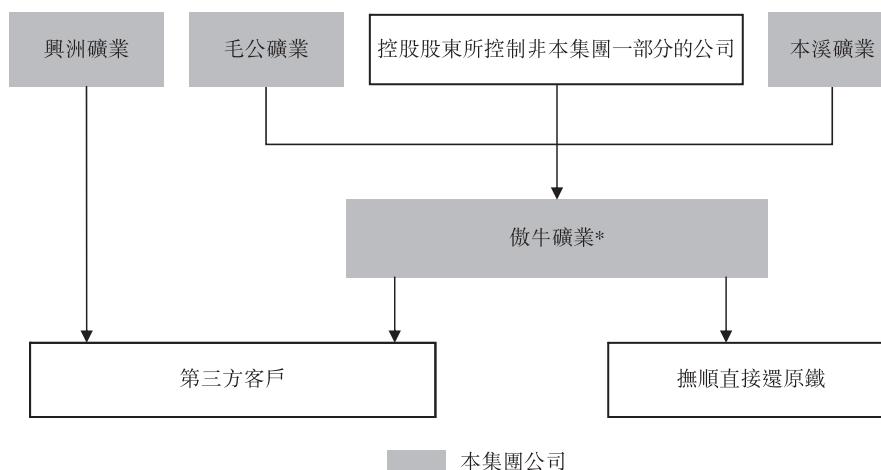 興洲礦業
毛公礦業
控股股東所控制非本集團一部分的公司
本溪礦業
傲牛礦業*
第三方客戶
撫順直接還原鐵
本集團公司